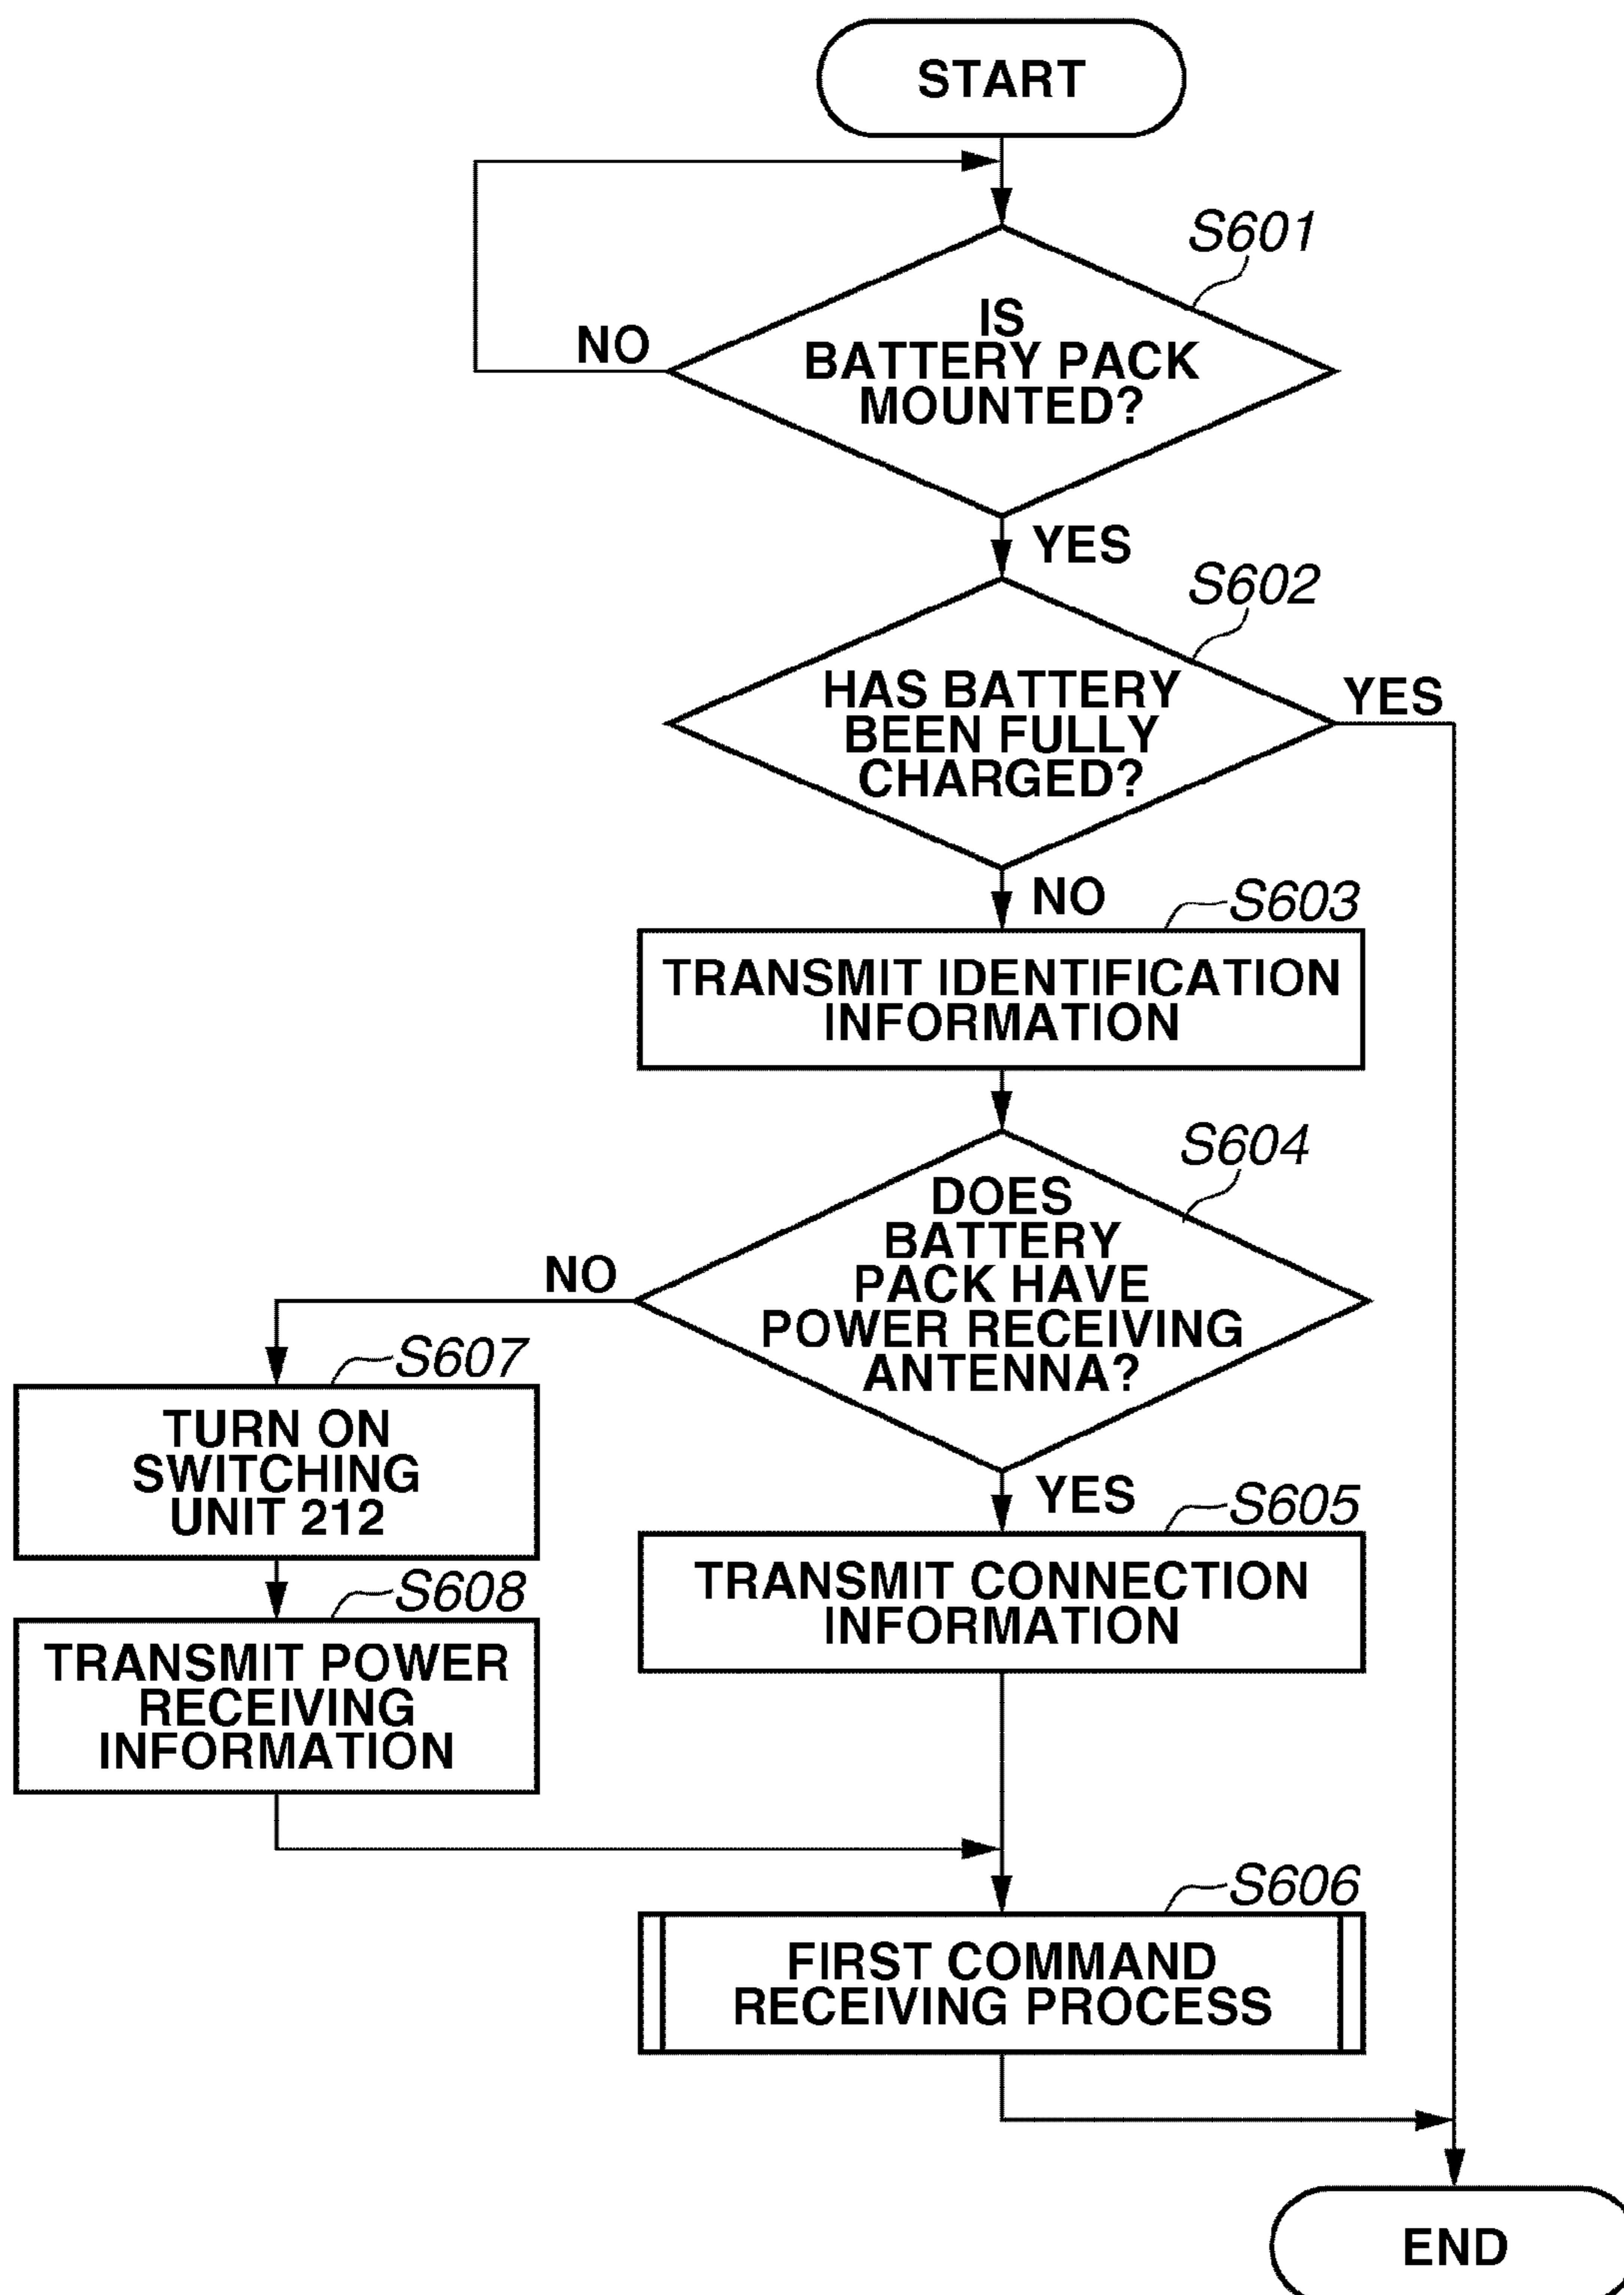 START
S601
IS
BATTERY PACK
MOUNTED?
NO
YES
S602
HAS BATTERY
BEEN FULLY
CHARGED?
YES
NO
S603
TRANSMIT IDENTIFICATION
INFORMATION
S604
DOES
BATTERY
PACK HAVE
POWER RECEIVING
ANTENNA?
NO
S607
TURN ON
SWITCHING
UNIT 212
YES
S605
TRANSMIT CONNECTION
INFORMATION
S608
TRANSMIT POWER
RECEIVING
INFORMATION
S606
FIRST COMMAND
RECEIVING PROCESS
END